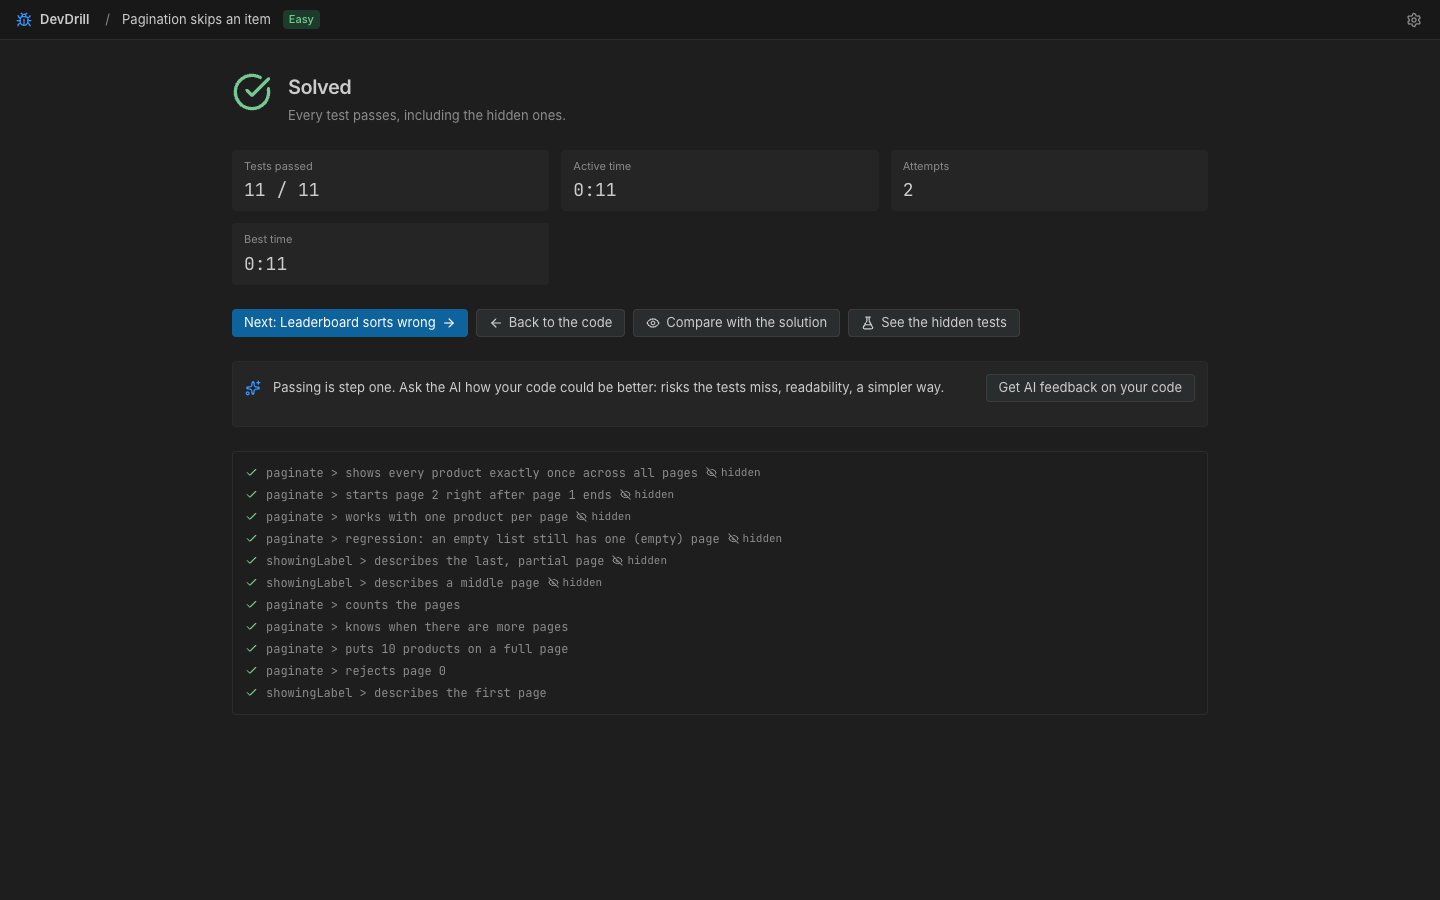 DevDrill / Pagination skips an item Easy
Solved
Every test passes, including the hidden ones.
Tests passed
11 / 11
Active time
0:11
Attempts
2
Best time
0:11
Next: Leaderboard sorts wrong
Back to the code
Compare with the solution
See the hidden tests
Passing is step one. Ask the AI how your code could be better: risks the tests miss, readability, a simpler way.
Get AI feedback on your code
paginate > shows every product exactly once across all pages hidden
paginate > starts page 2 right after page 1 ends hidden
paginate > works with one product per page hidden
paginate > regression: an empty list still has one (empty) page hidden
showingLabel > describes the last, partial page hidden
showingLabel > describes a middle page hidden
paginate > counts the pages
paginate > knows when there are more pages
paginate > puts 10 products on a full page
paginate > rejects page 0
showingLabel > describes the first page